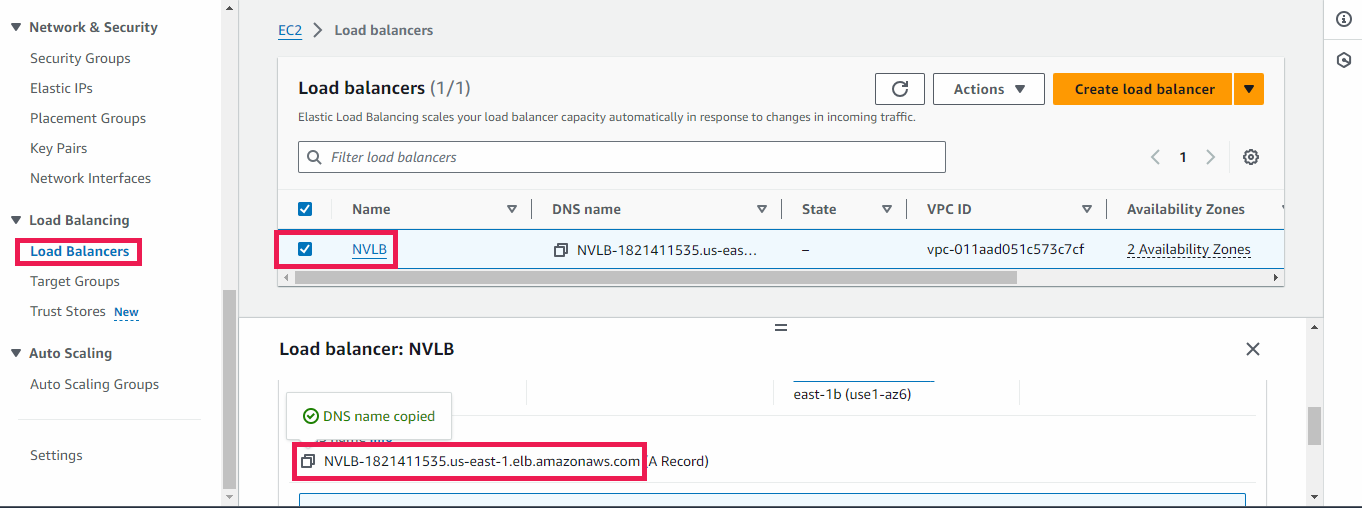 Network & Security
Security Groups
Elastic IPs
Placement Groups
Key Pairs
Network Interfaces
Load Balancing
Load Balancers
Target Groups
Trust Stores New
Auto Scaling
Auto Scaling Groups
Settings
EC2 Load balancers
Load balancers (1/1)
Actions
Create load balancer
Elastic Load Balancing scales your load balancer capacity automatically in response to changes in incoming traffic.
Filter load balancers
1
Name DNS name State VPC ID Availability Zones
NVLB NVLB-1821411535.us-eas... – vpc-011aad051c573c7cf 2 Availability Zones
Load balancer: NVLB
east-1b (use1-az6)
DNS name copied
NVLB-1821411535.us-east-1.elb.amazonaws.com (A Record)